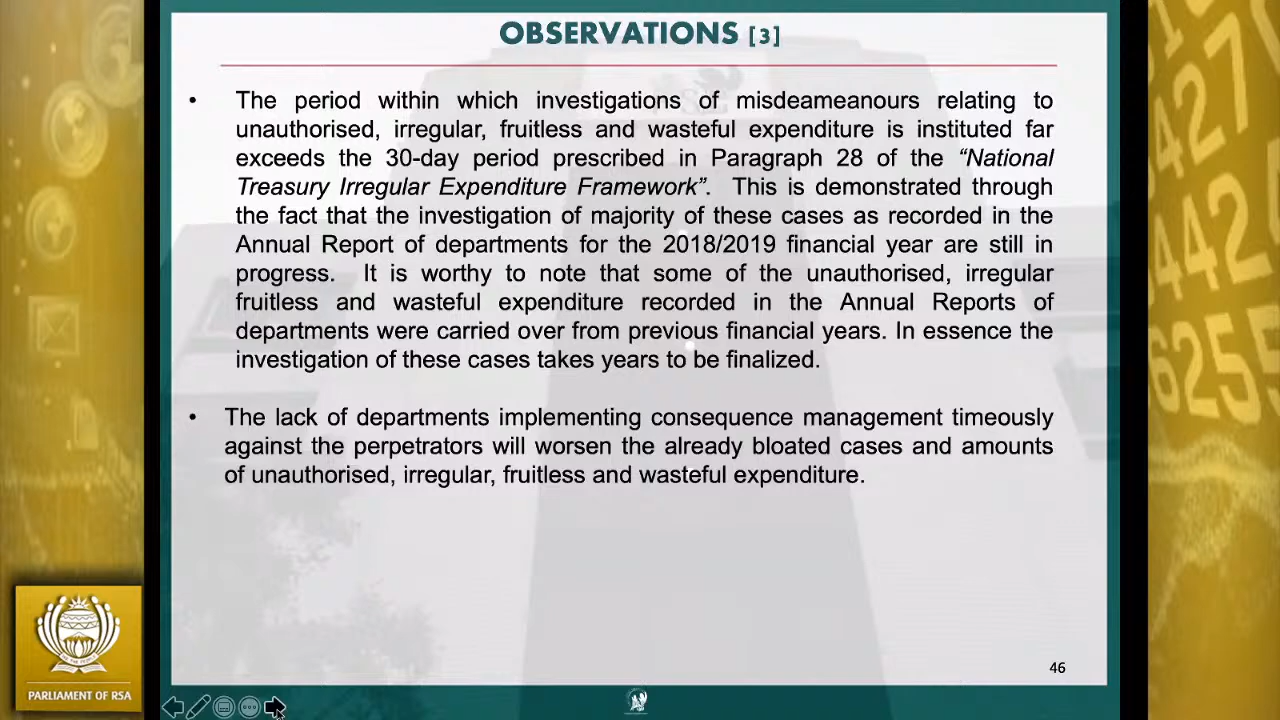 OBSERVATIONS [3]
• The period within which investigations of misdeameanours relating to
unauthorised, irregular, fruitless and wasteful expenditure is instituted far
exceeds the 30-day period prescribed in Paragraph 28 of the “National
Treasury Irregular Expenditure Framework”. This is demonstrated through
the fact that the investigation of majority of these cases as recorded in the
Annual Report of departments for the 2018/2019 financial year are still in
progress. It is worthy to note that some of the unauthorised, irregular
fruitless and wasteful expenditure recorded in the Annual Reports of
departments were carried over from previous financial years. In essence the
investigation of these cases takes years to be finalized.
• The lack of departments implementing consequence management timeously
against the perpetrators will worsen the already bloated cases and amounts
of unauthorised, irregular, fruitless and wasteful expenditure.
46
PARLIAMENT OF RSA